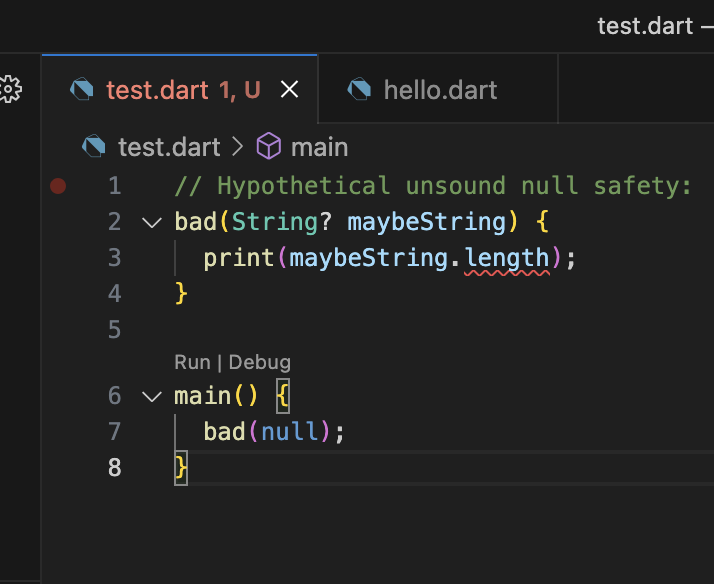 test.dart —
test.dart 1, U
hello.dart
test.dart > main
1 // Hypothetical unsound null safety:
2 bad(String? maybeString) {
3 print(maybeString.length);
4 }
5
Run | Debug
6 main() {
7 bad(null);
8 }